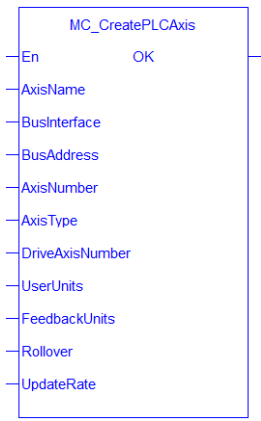 MC_CreatePLCAxis
En OK
AxisName
BusInterface
BusAddress
AxisNumber
AxisType
DriveAxisNumber
UserUnits
FeedbackUnits
Rollover
UpdateRate